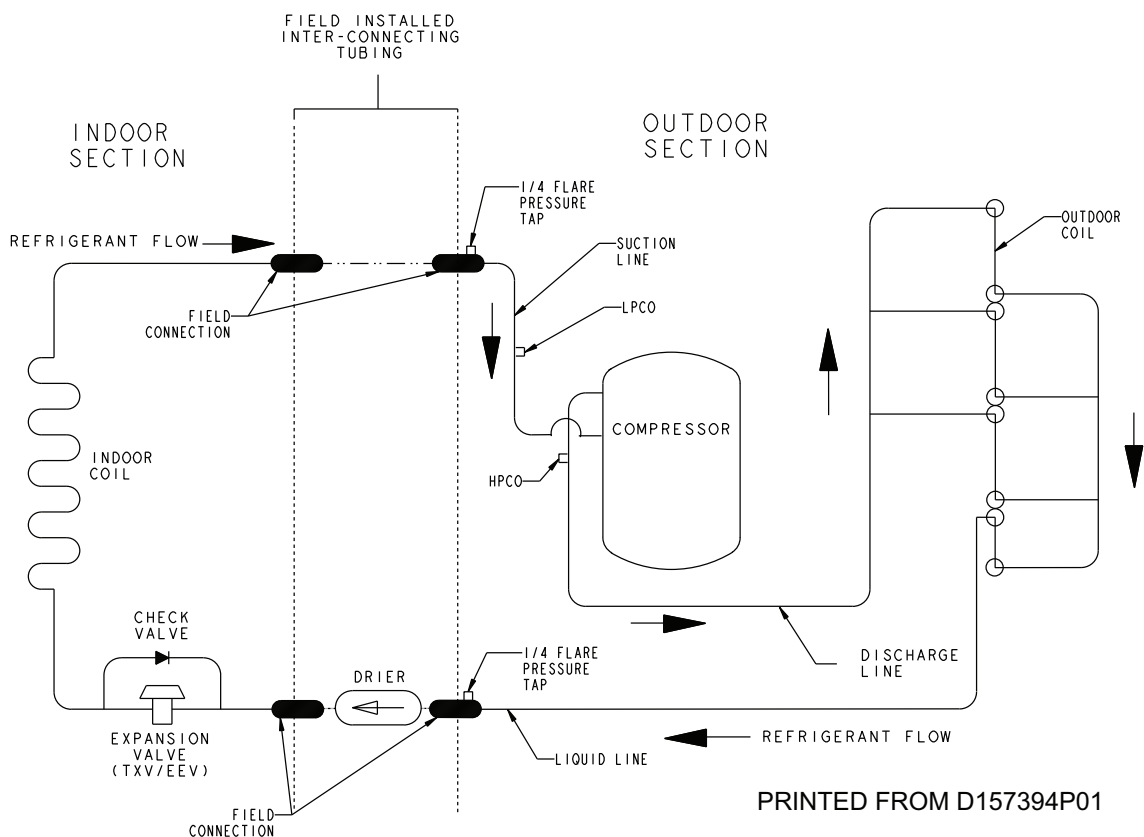 FIELD INSTALLED
INTER-CONNECTING
TUBING
INDOOR
SECTION
OUTDOOR
SECTION
1/4 FLARE
PRESSURE
TAP
REFRIGERANT FLOW
SUCTION
LINE
OUTDOOR
COIL
FIELD
CONNECTION
LPCO
COMPRESSOR
INDOOR
COIL
HPCO
CHECK
VALVE
DRIER
1/4 FLARE
PRESSURE
TAP
DISCHARGE
LINE
EXPANSION
VALVE
(TXV/EEV)
LIQUID LINE
REFRIGERANT FLOW
FIELD
CONNECTION
PRINTED FROM D157394P01